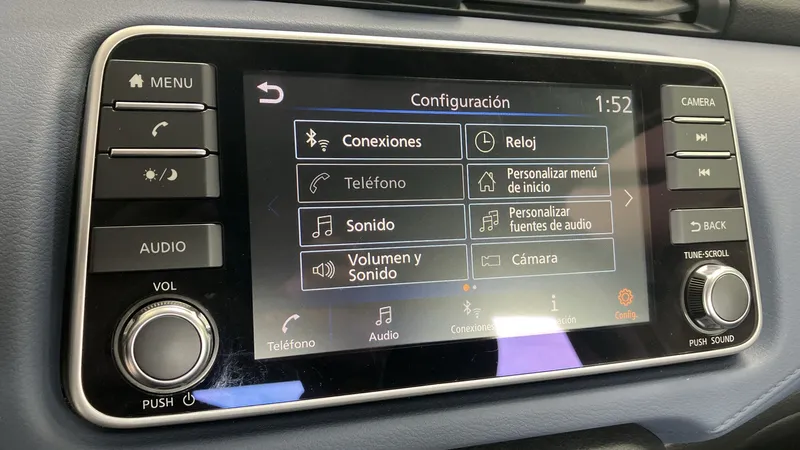 MENU
AUDIO
VOL
PUSH
Configuración
1:52
Conexiones
Reloj
Teléfono
Personalizar menú
de inicio
Sonido
Personalizar
fuentes de audio
Volumen y
Sonido
Cámara
Teléfono
Audio
Conexiones
Config.
CAMERA
BACK
TUNE-SCROLL
PUSH SOUND